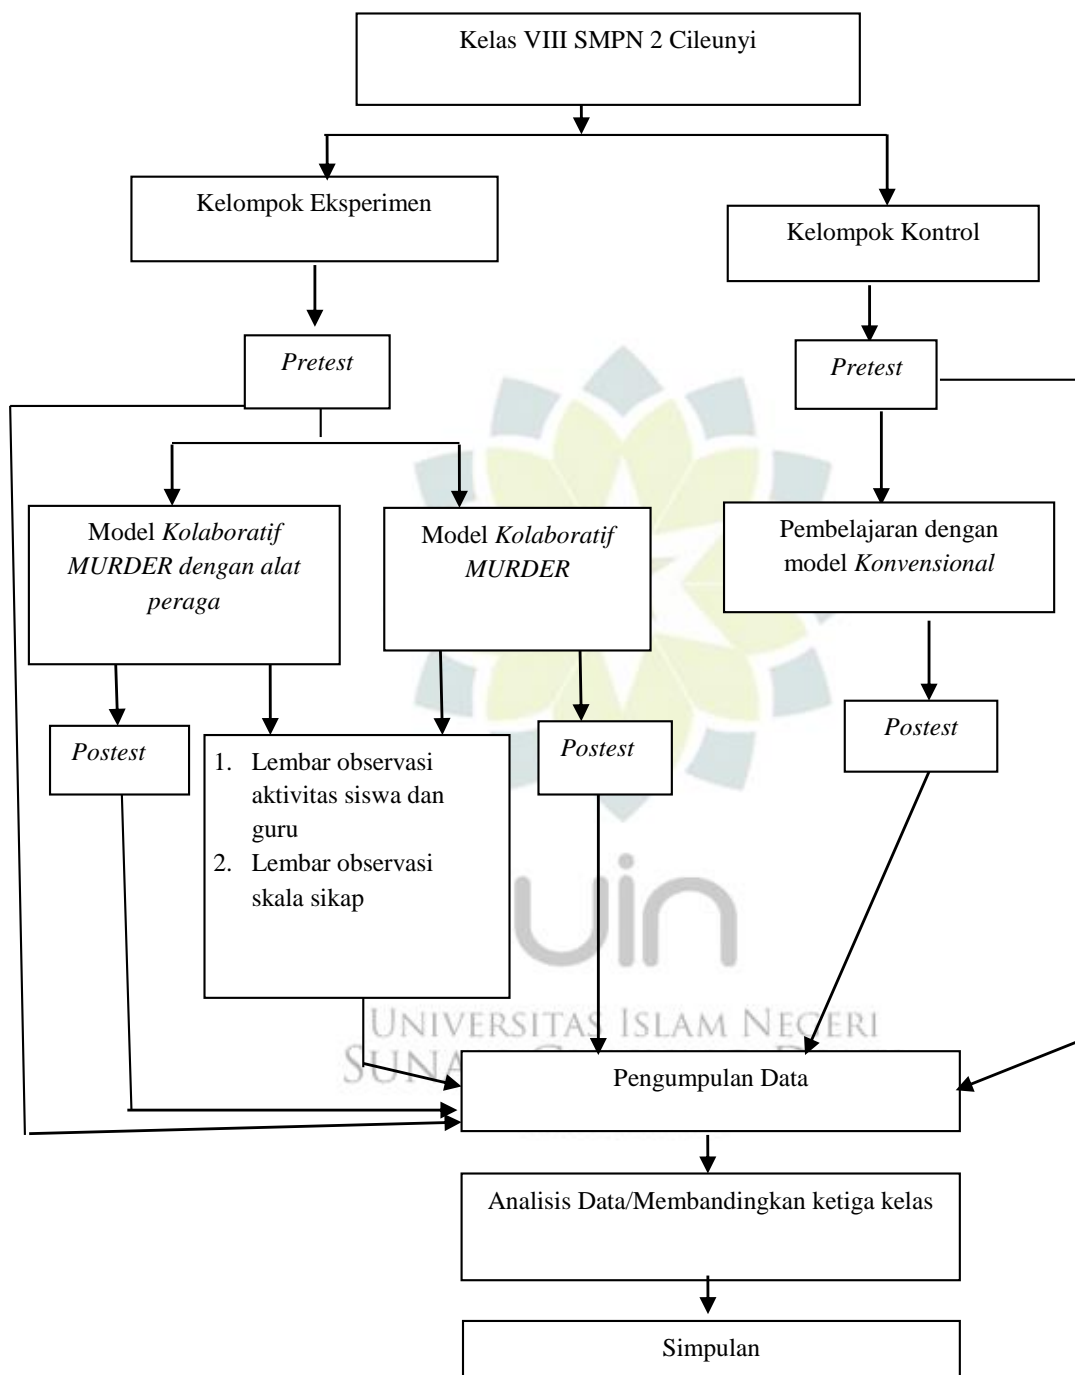 Kelas VIII SMPN 2 Cileunyi
Kelompok Eksperimen
Kelompok Kontrol
Pretest
Pretest
Model Kolaboratif
MURDER dengan alat
peraga
Model Kolaboratif
MURDER
Pembelajaran dengan
model Konvensional
Postest
1. Lembar observasi
aktivitas siswa dan
guru
2. Lembar observasi
skala sikap
Postest
Postest
uin
UNIVERSITAS ISLAM NEGERI
Pengumpulan Data
Analisis Data/Membandingkan ketiga kelas
Simpulan